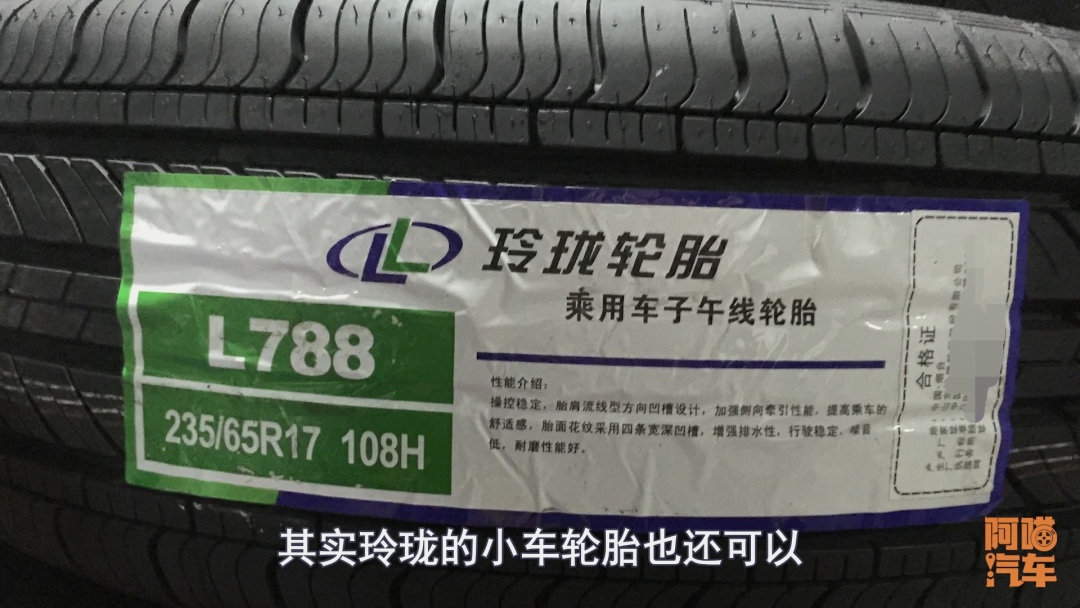 玲珑轮胎
乘用车子午线轮胎
L788
235/65R17 108H
性能介绍：
操控稳定，胎肩流线型方向凹槽设计，加强侧向牵引性能，提高乘车的
舒适感，胎面花纹采用四条宽深凹槽，增强排水性，行驶稳定，噪音
低，耐磨性能好。
合格证
其实玲珑的小车轮胎也还可以
阿喵
汽车